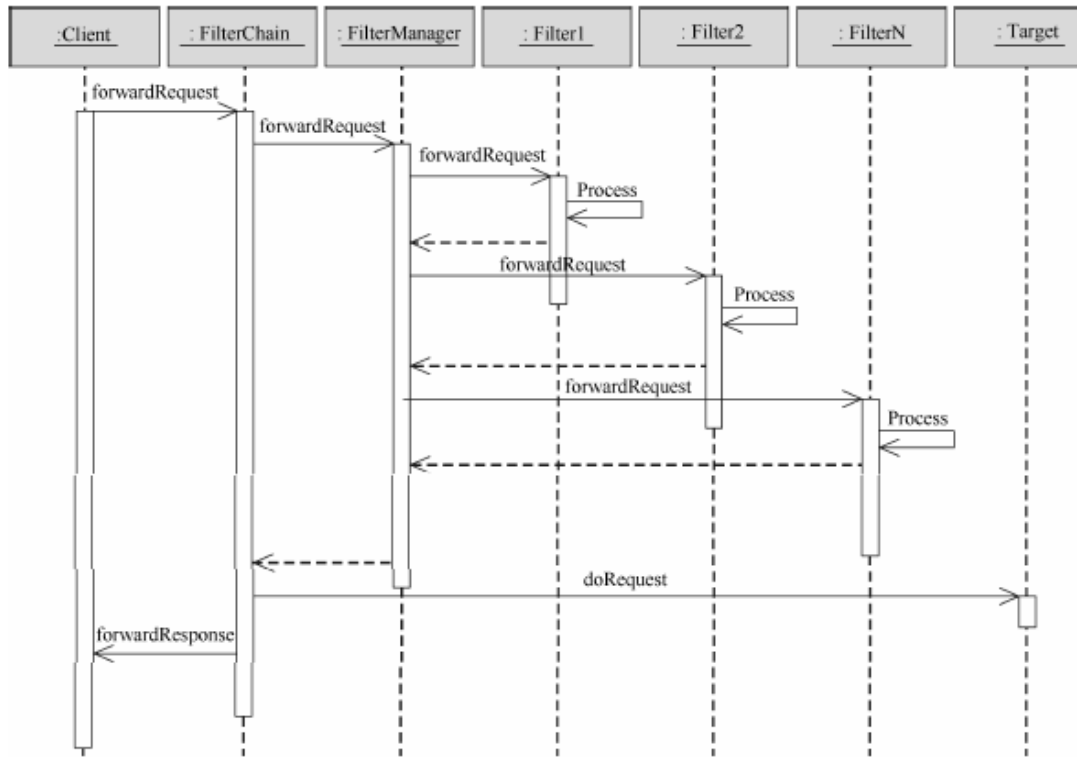 :Client
: FilterChain
: FilterManager
: Filter1
: Filter2
: FilterN
: Target
forwardRequest
forwardRequest
forwardRequest
Process
forwardRequest
Process
forwardRequest
Process
doRequest
forwardResponse